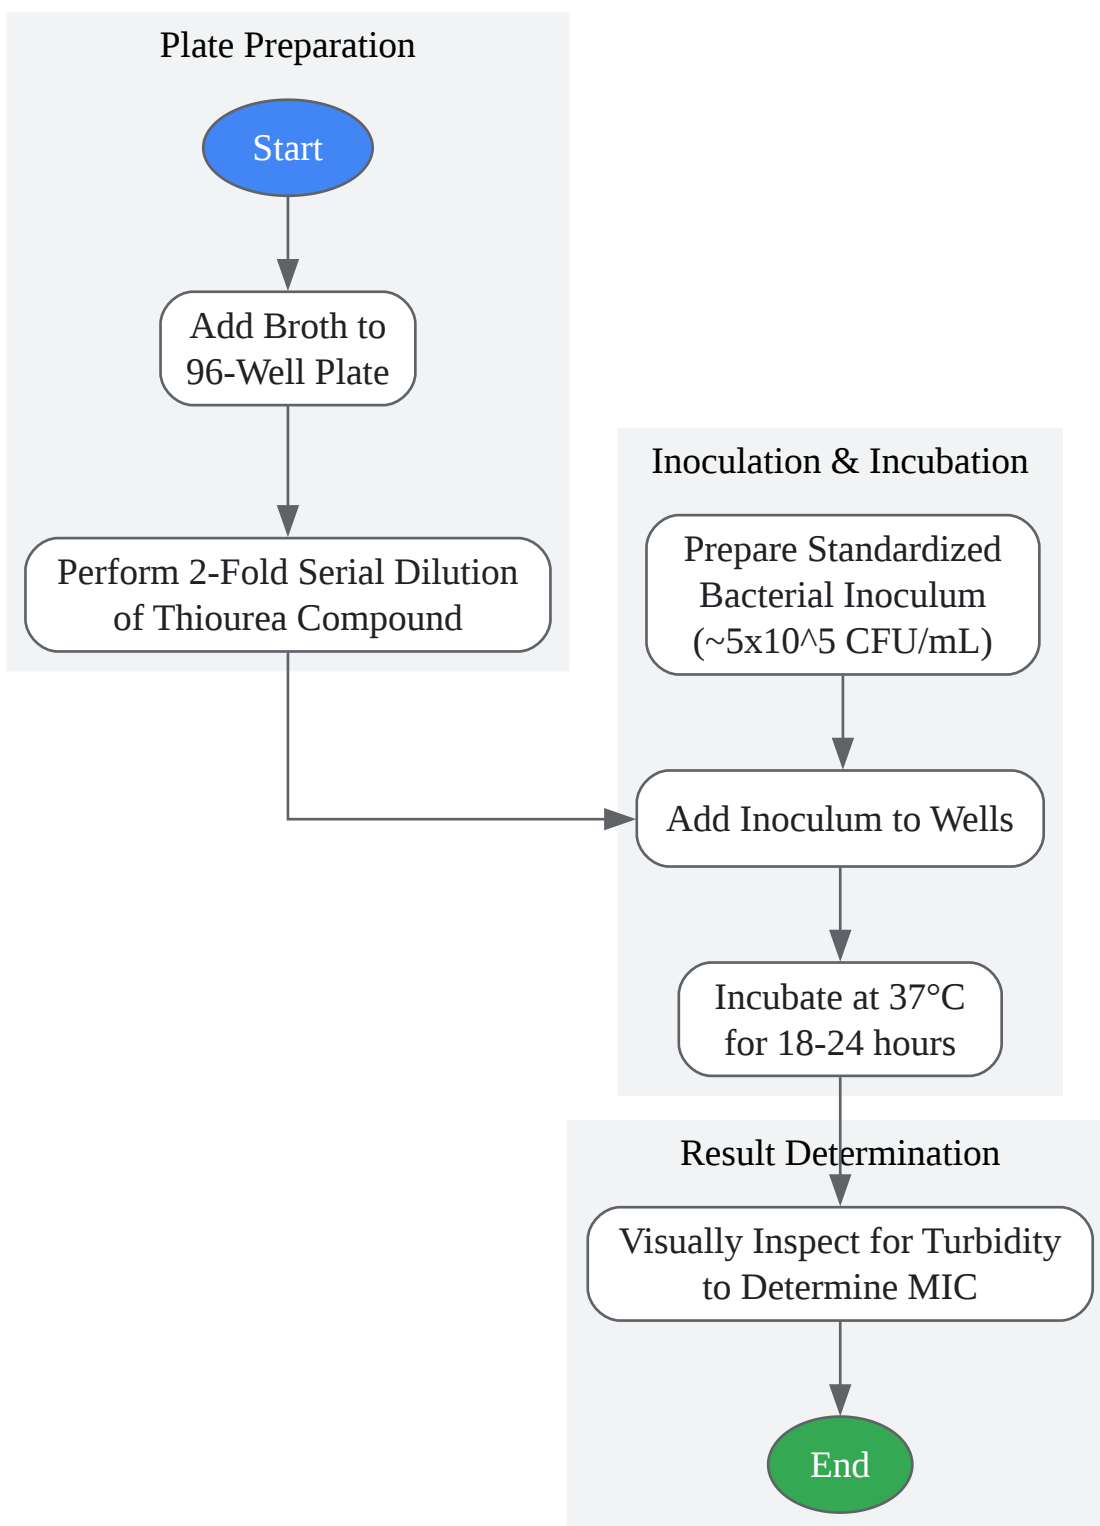 Plate Preparation
Start
Add Broth to
96-Well Plate
Perform 2-Fold Serial Dilution
of Thiourea Compound
Inoculation & Incubation
Prepare Standardized
Bacterial Inoculum
(~5x10^5 CFU/mL)
Add Inoculum to Wells
Incubate at 37°C
for 18-24 hours
Result Determination
Visually Inspect for Turbidity
to Determine MIC
End